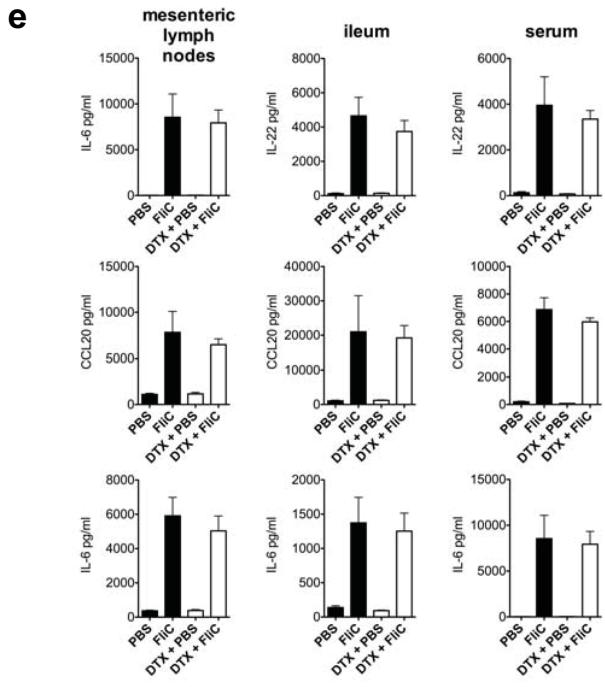 e
mesenteric
lymph
nodes
ileum
serum
IL-6 pg/ml
15000
10000
5000
0
PBS
FliC
DTX + PBS
DTX + FliC
IL-22 pg/ml
8000
6000
4000
2000
0
PBS
FliC
DTX + PBS
DTX + FliC
IL-22 pg/ml
6000
4000
2000
0
PBS
FliC
DTX + PBS
DTX + FliC
CCL20 pg/ml
15000
10000
5000
0
PBS
FliC
DTX + PBS
DTX + FliC
CCL20 pg/ml
40000
30000
20000
10000
0
PBS
FliC
DTX + PBS
DTX + FliC
CCL20 pg/ml
10000
8000
6000
4000
2000
0
PBS
FliC
DTX + PBS
DTX + FliC
IL-6 pg/ml
8000
6000
4000
2000
0
PBS
FliC
DTX + PBS
DTX + FliC
IL-6 pg/ml
2000
1500
1000
500
0
PBS
FliC
DTX + PBS
DTX + FliC
IL-6 pg/ml
15000
10000
5000
0
PBS
FliC
DTX + PBS
DTX + FliC